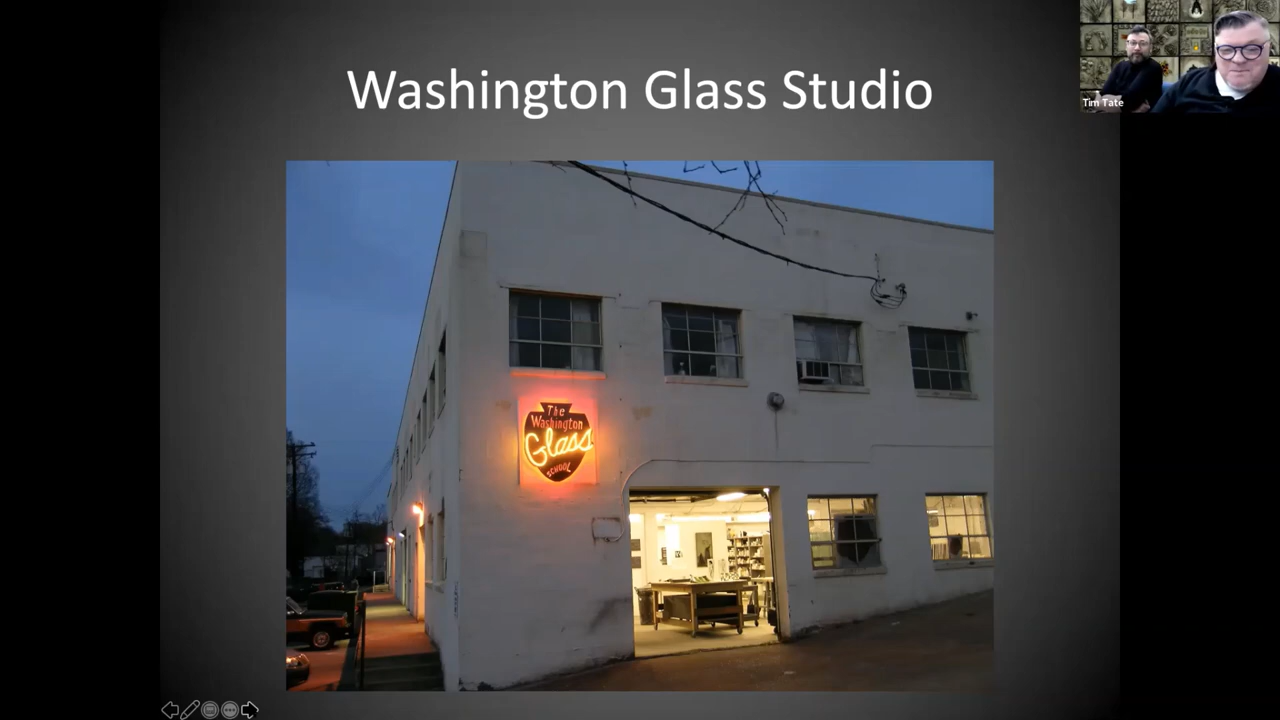 Washington Glass Studio
Tim Tate
The
Washington
Glass
SCHOOL